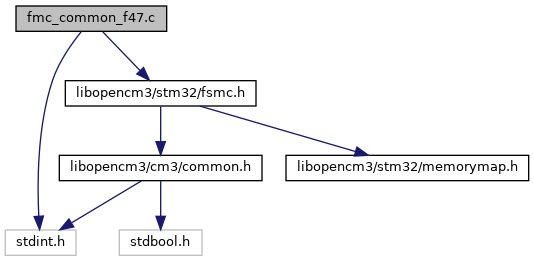 fmc_common_f47.c
libopencm3/stm32/fsmc.h
libopencm3/cm3/common.h
libopencm3/stm32/memorymap.h
stdint.h
stdbool.h